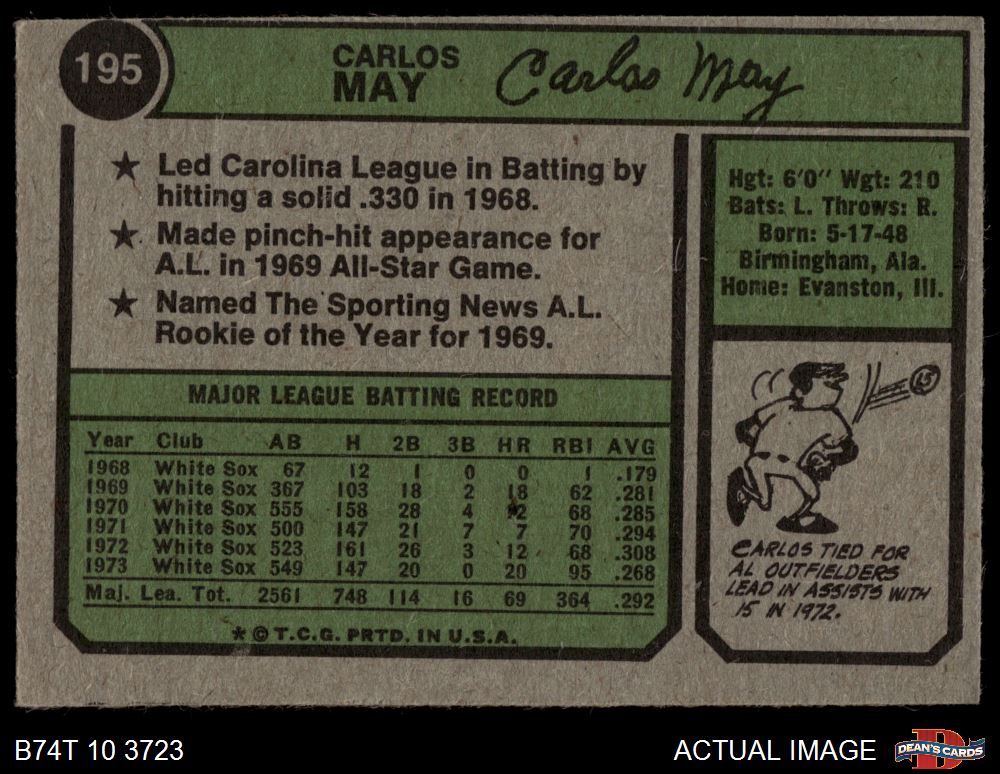 195
CARLOS
MAY
Carlos May
★ Led Carolina League in Batting by
hitting a solid .330 in 1968.
★ Made pinch-hit appearance for
A.L. in 1969 All-Star Game.
★ Named The Sporting News A.L.
Rookie of the Year for 1969.
Hgt: 6'0" Wgt: 210
Bats: L. Throws: R.
Born: 5-17-48
Birmingham, Ala.
Home: Evanston, Ill.
MAJOR LEAGUE BATTING RECORD
Year Club AB H 2B 3B HR RBI AVG
1968 White Sox 67 12 1 0 0 1 .179
1969 White Sox 367 103 18 2 18 62 .281
1970 White Sox 555 158 28 4 12 68 .285
1971 White Sox 500 147 21 7 7 70 .294
1972 White Sox 523 161 26 3 12 68 .308
1973 White Sox 549 147 20 0 20 95 .268
Maj. Lea. Tot. 2561 748 114 16 69 364 .292
★ © T.C.G. PRTD. IN U.S.A.
15
CARLOS TIED FOR
AL OUTFIELDERS
LEAD IN ASSISTS WITH
15 IN 1972.
B74T 10 3723
ACTUAL IMAGE
D
DEAN'S CARDS